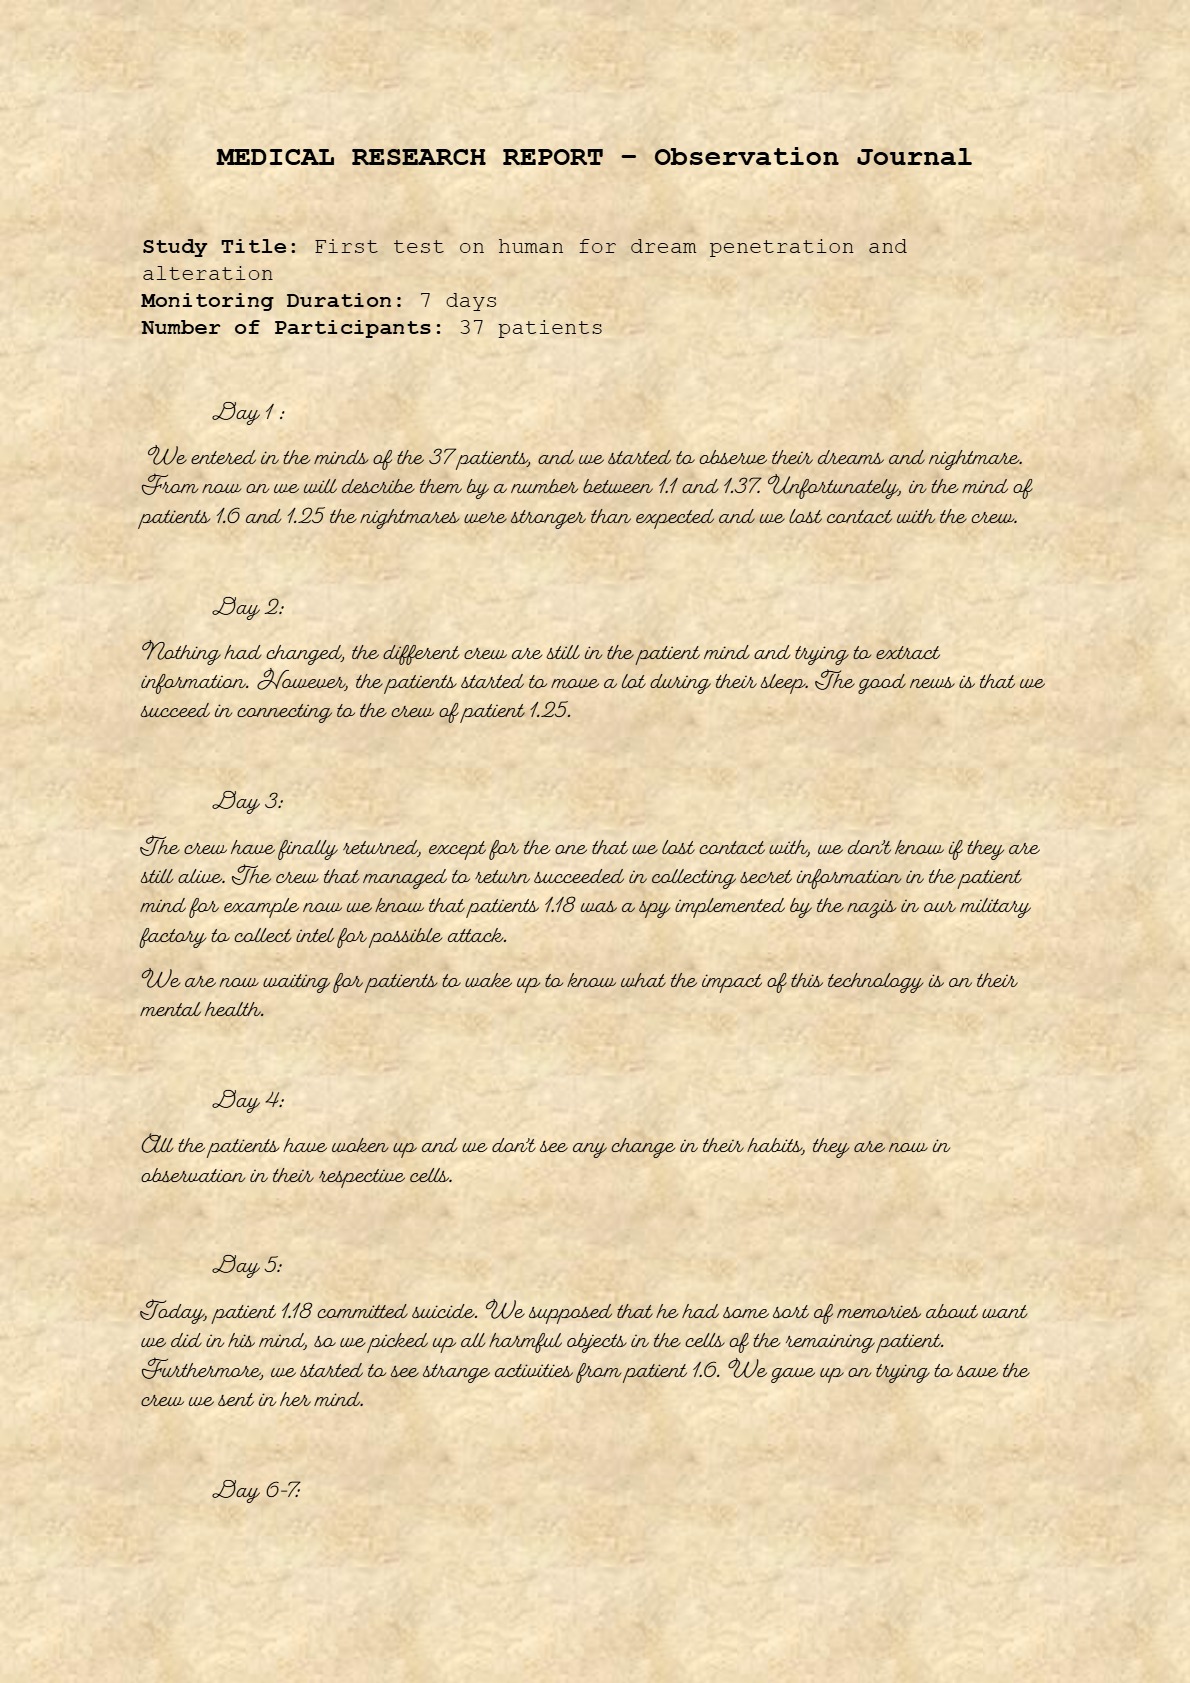 MEDICAL RESEARCH REPORT – Observation Journal
Study Title: First test on human for dream penetration and
alteration
Monitoring Duration: 7 days
Number of Participants: 37 patients
Day 1 :
We entered in the minds of the 37 patients, and we started to observe their dreams and nightmare.
From now on we will describe them by a number between 1.1 and 1.37. Unfortunately, in the mind of
patients 1.6 and 1.25 the nightmares were stronger than expected and we lost contact with the crew.
Day 2:
Nothing had changed, the different crew are still in the patient mind and trying to extract
information. However, the patients started to move a lot during their sleep. The good news is that we
succeed in connecting to the crew of patient 1.25.
Day 3:
The crew have finally returned, except for the one that we lost contact with, we don't know if they are
still alive. The crew that managed to return succeeded in collecting secret information in the patient
mind for example now we know that patients 1.18 was a spy implemented by the nazis in our military
factory to collect intel for possible attack.
We are now waiting for patients to wake up to know what the impact of this technology is on their
mental health.
Day 4:
All the patients have woken up and we don't see any change in their habits, they are now in
observation in their respective cells.
Day 5:
Today, patient 1.18 committed suicide. We supposed that he had some sort of memories about want
we did in his mind, so we picked up all harmful objects in the cells of the remaining patient.
Furthermore, we started to see strange activities from patient 1.6. We gave up on trying to save the
crew we sent in her mind.
Day 6-7: